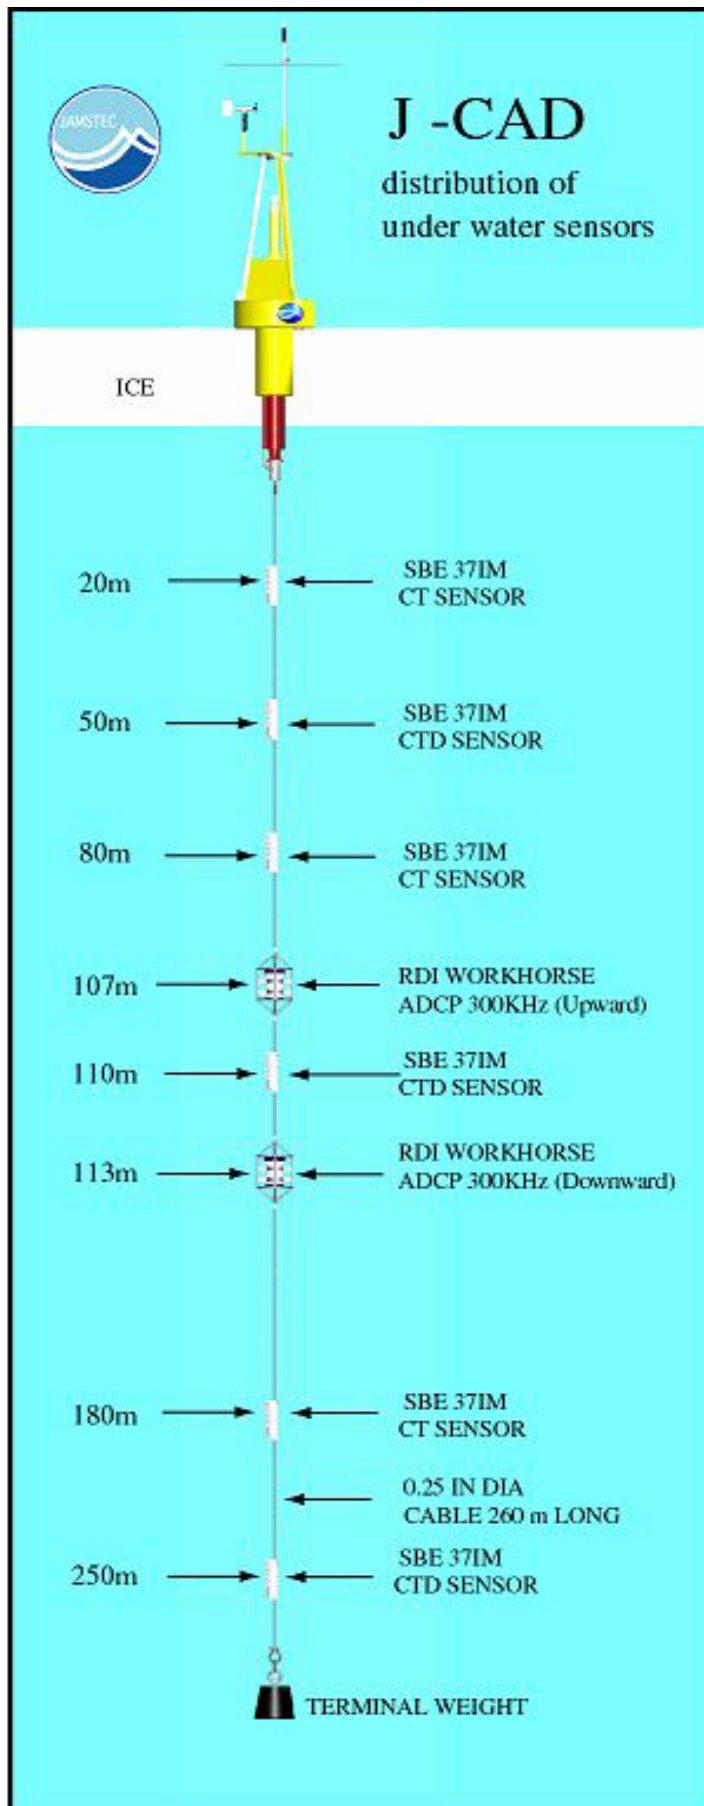 JAMSTEC
J -CAD
distribution of
under water sensors
ICE
20m
SBE 37IM
CT SENSOR
50m
SBE 37IM
CTD SENSOR
80m
SBE 37IM
CT SENSOR
107m
RDI WORKHORSE
ADCP 300KHz (Upward)
110m
SBE 37IM
CTD SENSOR
113m
RDI WORKHORSE
ADCP 300KHz (Downward)
180m
SBE 37IM
CT SENSOR
0.25 IN DIA
CABLE 260 m LONG
250m
SBE 37IM
CTD SENSOR
TERMINAL WEIGHT